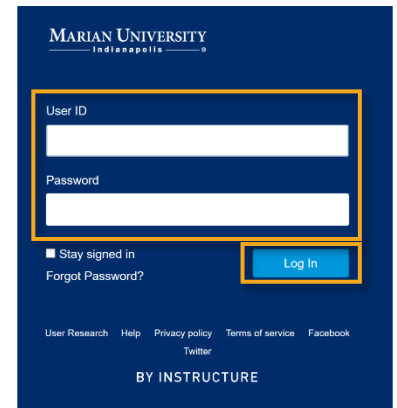 MARIAN UNIVERSITY
Indianapolis ®
User ID
Password
Stay signed in
Log In
Forgot Password?
User Research Help Privacy policy Terms of service Facebook
Twitter
BY INSTRUCTURE